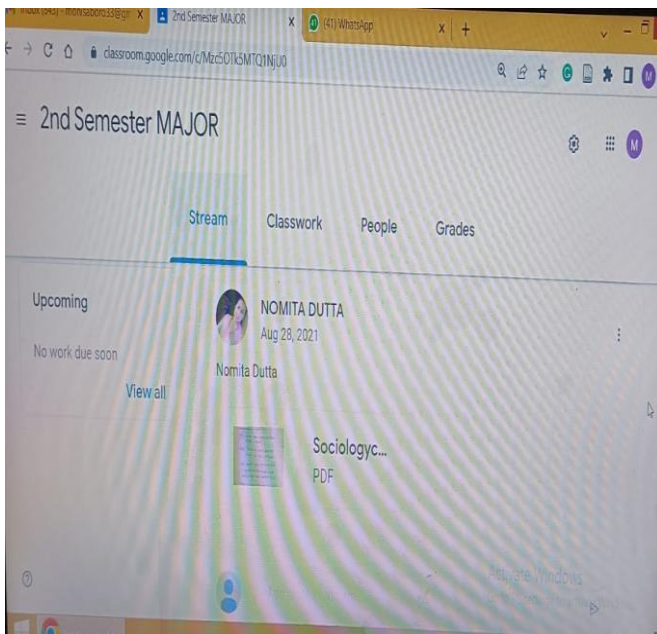 2nd Semester MAJOR
(41) WhatsApp
classroom.google.com/c/Mzc5OTk5MTQ1NjU0
2nd Semester MAJOR
M
Stream
Classwork
People
Grades
Upcoming
No work due soon
View all
NOMITA DUTTA
Aug 28, 2021
Nomita Dutta
Sociologyc...
PDF
Activate Windows